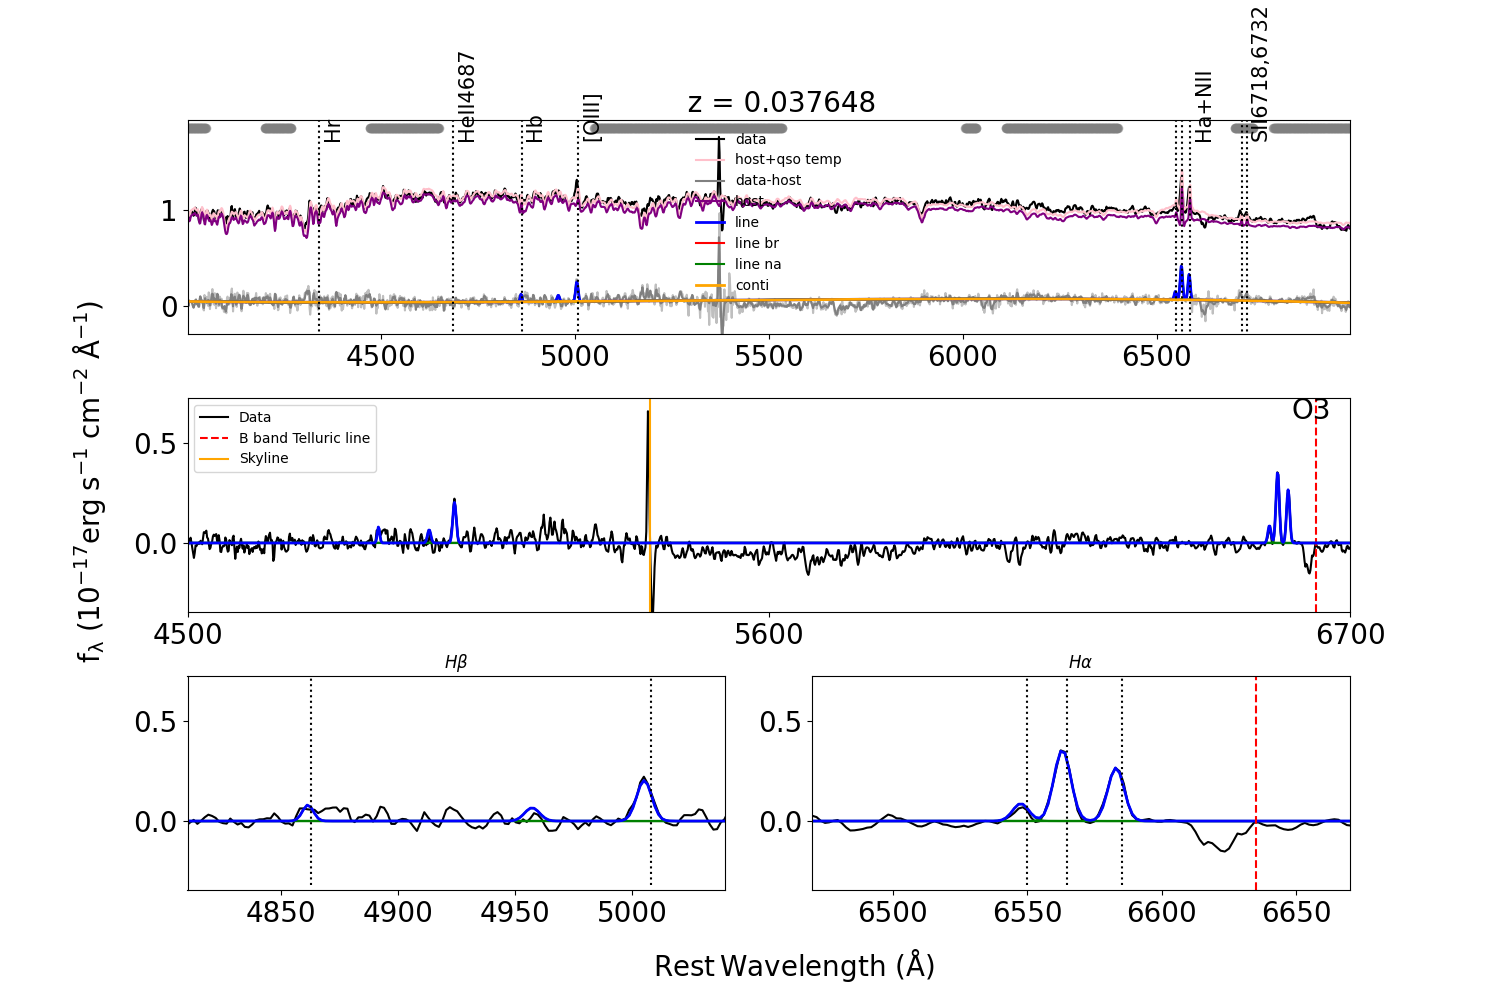 z = 0.037648
Hr
HeII4687
Hb
[OIII]
Ha+NII
SII6718,6732
data
host+qso temp
data-host
host
line
line br
line na
conti
1
0
4500 5000 5500 6000 6500
fλ (10⁻¹⁷erg s⁻¹ cm⁻² Å⁻¹)
Data
B band Telluric line
Skyline
O3
0.5
0.0
4500 5600 6700
Hβ
0.5
0.0
4850 4900 4950 5000
Hα
0.5
0.0
6500 6550 6600 6650
Rest Wavelength (Å)